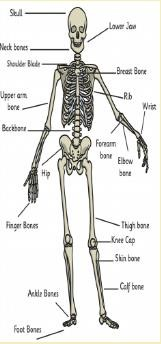 Skull
Lower Jaw
Neck bones
Shoulder Blade
Breast Bone
Rib
Wrist
Upper arm
bone
Backbone
Forearm
bone
Elbow
bone
Hip
Finger Bones
Thigh bone
Knee Cap
Shin bone
Calf bone
Ankle Bones
Foot Bones